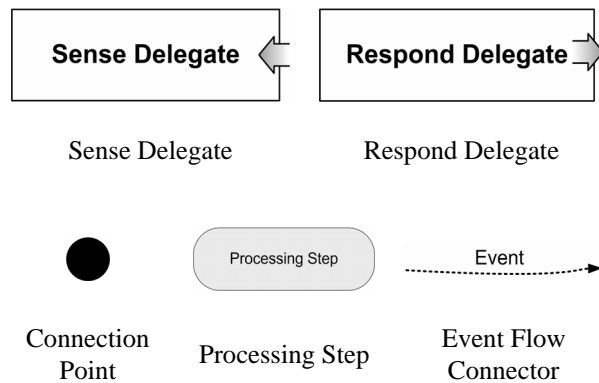 Sense Delegate
Respond Delegate
Sense Delegate
Respond Delegate
Processing Step
Event
Connection
Point
Processing Step
Event Flow
Connector